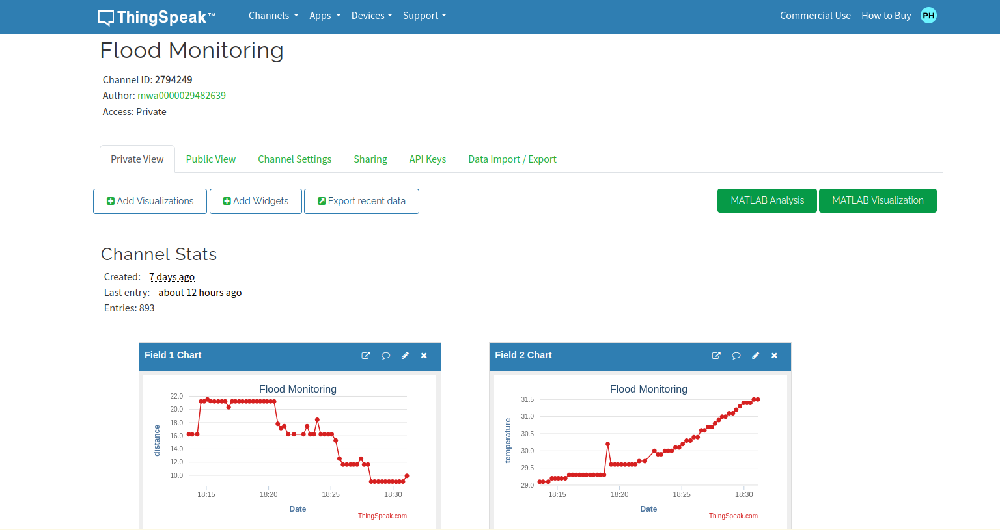 ThingSpeak™ Channels Apps Devices Support Commercial Use How to Buy PH
Flood Monitoring
Channel ID: 2794249
Author: mwa0000029482639
Access: Private
Private View Public View Channel Settings Sharing API Keys Data Import / Export
Add Visualizations Add Widgets Export recent data MATLAB Analysis MATLAB Visualization
Channel Stats
Created: 7 days ago
Last entry: about 12 hours ago
Entries: 893
Field 1 Chart
Flood Monitoring
distance
22.0
20.0
18.0
16.0
14.0
12.0
10.0
18:15 18:20 18:25 18:30
Date
ThingSpeak.com
Field 2 Chart
Flood Monitoring
temperature
31.5
31.0
30.5
30.0
29.5
29.0
18:15 18:20 18:25 18:30
Date
ThingSpeak.com